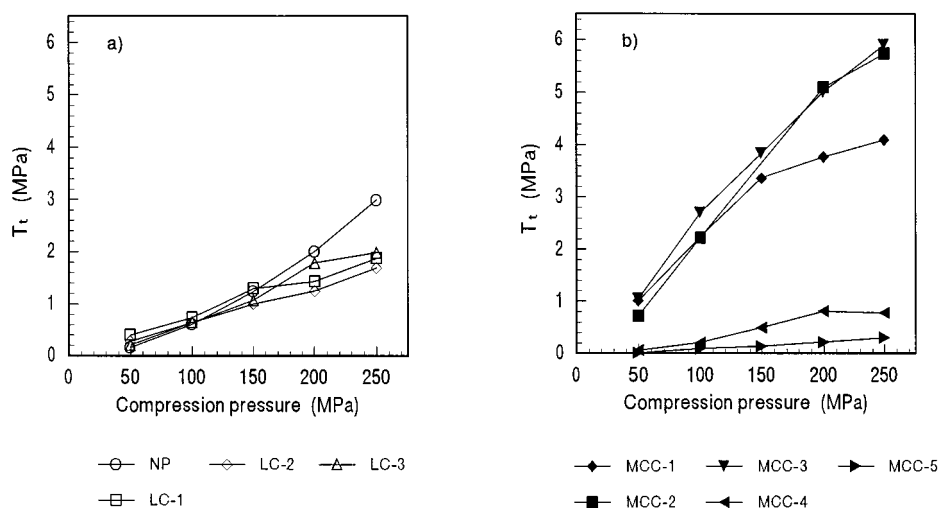 a)
T t (MPa)
6
5
4
3
2
1
0
0 50 100 150 200 250
Compression pressure (MPa)
NP LC-2 LC-3
LC-1
b)
T t (MPa)
6
5
4
3
2
1
0
0 50 100 150 200 250
Compression pressure (MPa)
MCC-1 MCC-3 MCC-5
MCC-2 MCC-4